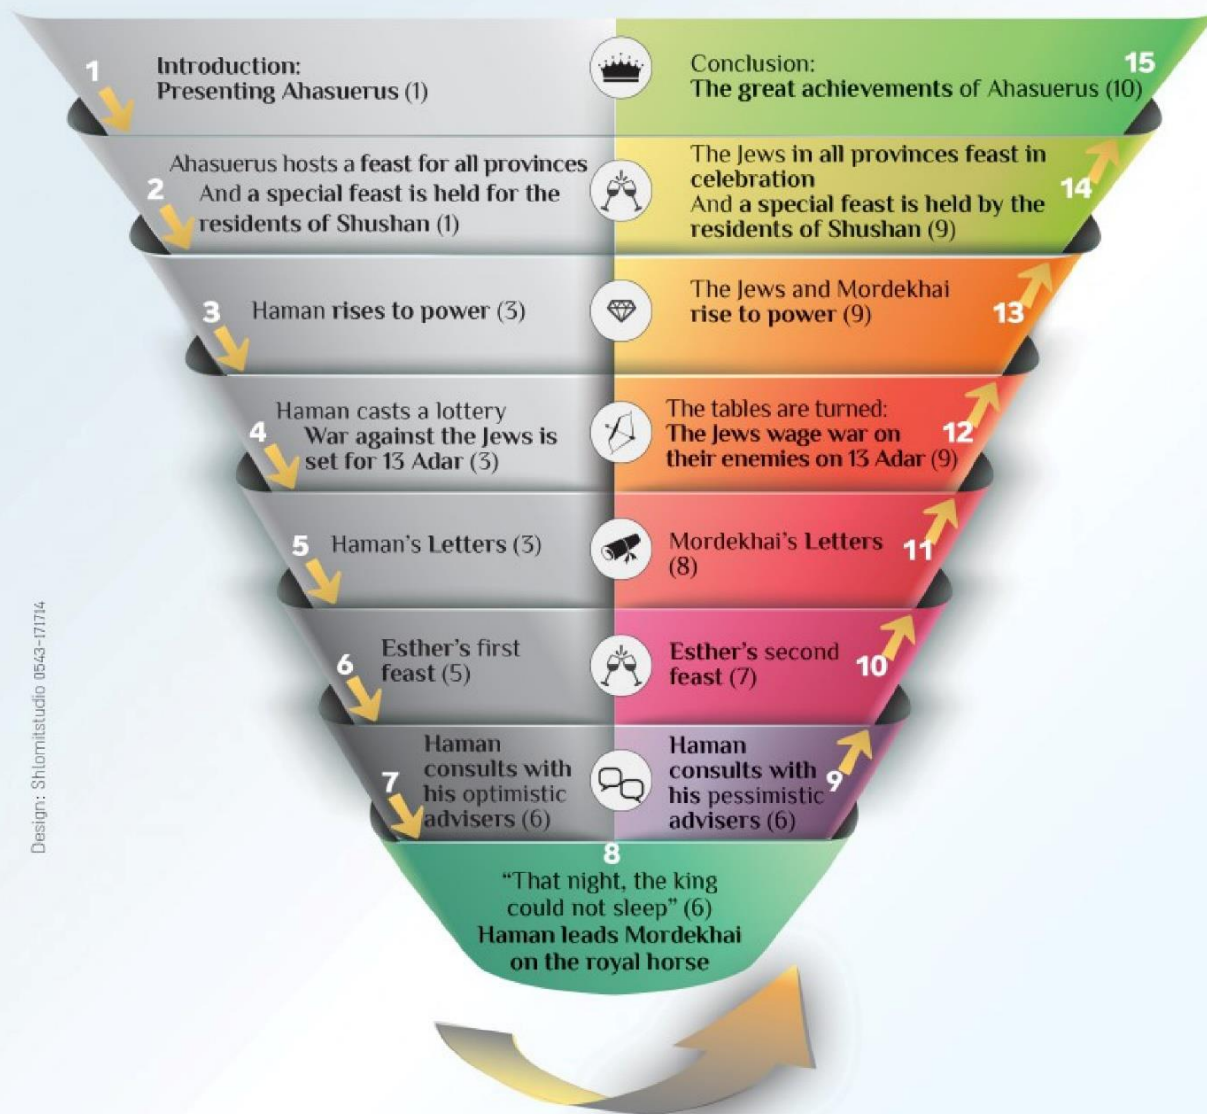 1
Introduction:
Presenting Ahasuerus (1)
2
Ahasuerus hosts a feast for all provinces
And a special feast is held for the
residents of Shushan (1)
3
Haman rises to power (3)
4
Haman casts a lottery
War against the Jews is
set for 13 Adar (3)
5
Haman's Letters (3)
6
Esther's first
feast (5)
7
Haman
consults with
his optimistic
advisers (6)
8
"That night, the king
could not sleep" (6)
Haman leads Mordekhai
on the royal horse
9
Haman
consults with
his pessimistic
advisers (6)
10
Esther's second
feast (7)
11
Mordekhai's Letters
(8)
12
The tables are turned:
The Jews wage war on
their enemies on 13 Adar (9)
13
The Jews and Mordekhai
rise to power (9)
14
The Jews in all provinces feast in
celebration
And a special feast is held by the
residents of Shushan (9)
15
Conclusion:
The great achievements of Ahasuerus (10)
Design: Shlomitstudio 0543-171714